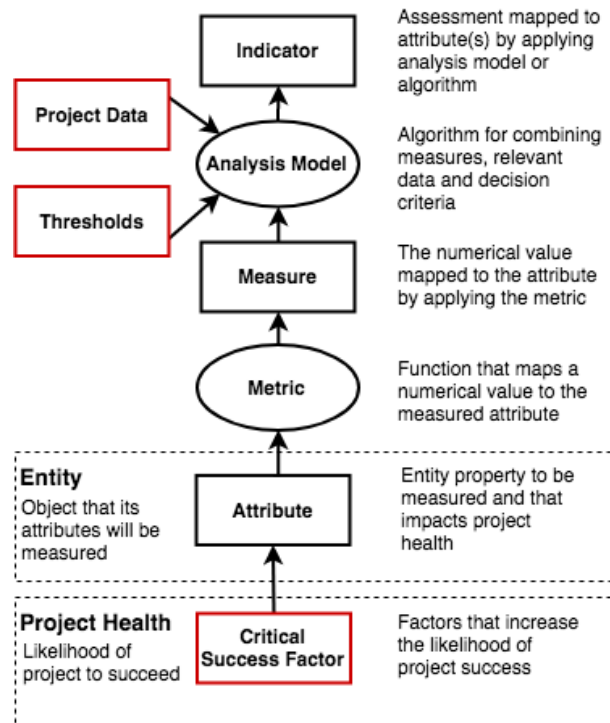 Indicator
Assessment mapped to
attribute(s) by applying
analysis model or
algorithm
Project Data
Analysis Model
Algorithm for combining
measures, relevant
data and decision
criteria
Thresholds
Measure
The numerical value
mapped to the attribute
by applying the metric
Metric
Function that maps a
numerical value to the
measured attribute
Entity
Object that its
attributes will be
measured
Attribute
Entity property to be
measured and that
impacts project
health
Project Health
Likelihood of
project to succeed
Critical
Success Factor
Factors that increase
the likelihood of
project success